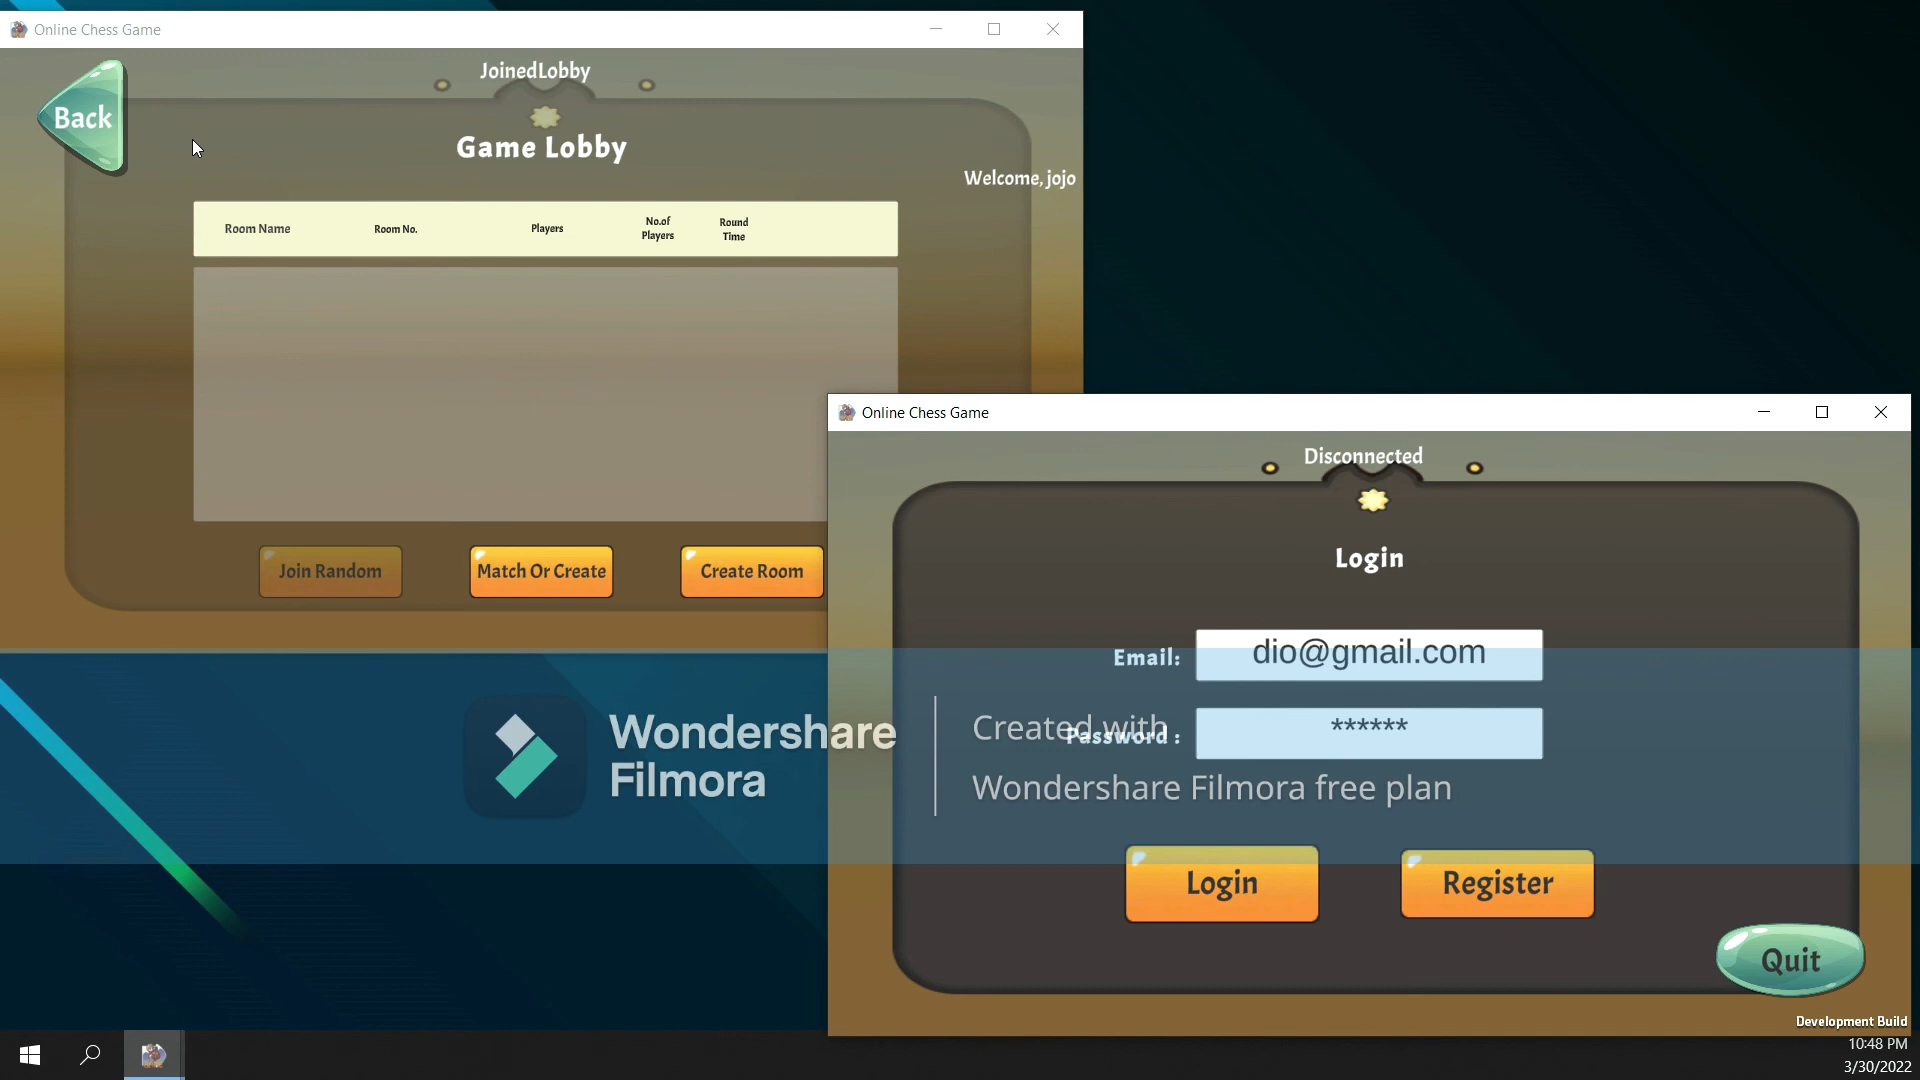 Online Chess Game
JoinedLobby
Back
Game Lobby
Welcome, jojo
Room Name
Room No.
Players
No.of
Players
Round
Time
Join Random
Match Or Create
Create Room
Online Chess Game
Disconnected
Login
Email:
dio@gmail.com
Password :
******
Wondershare
Filmora
Created with
Wondershare Filmora free plan
Login
Register
Quit
Development Build
10:48 PM
3/30/2022